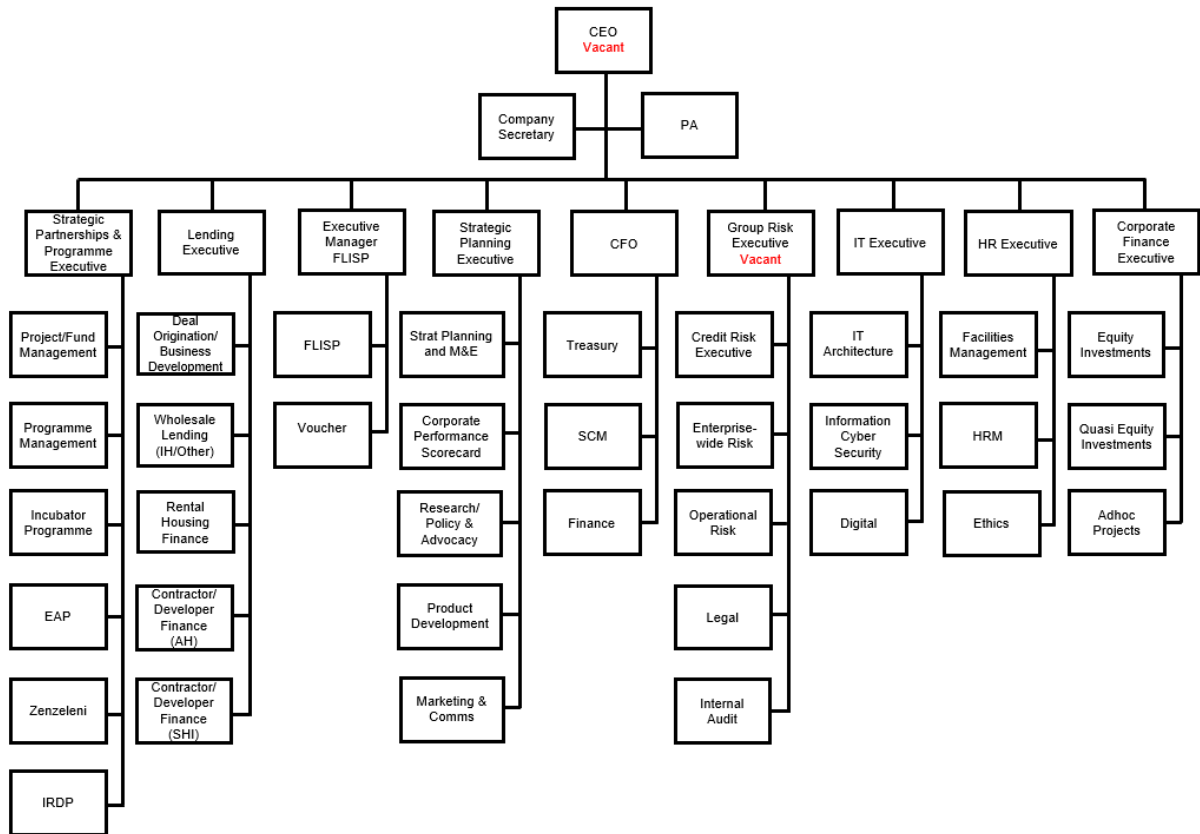 CEO
Vacant
Company
Secretary
PA
Strategic
Partnerships &
Programme
Executive
Lending
Executive
Executive
Manager
FLISP
Strategic
Planning
Executive
CFO
Group Risk
Executive
Vacant
IT Executive
HR Executive
Corporate
Finance
Executive
Project/Fund
Management
Deal
Origination/
Business
Development
FLISP
Strat Planning
and M&E
Treasury
Credit Risk
Executive
IT
Architecture
Facilities
Management
Equity
Investments
Programme
Management
Wholesale
Lending
(IH/Other)
Voucher
Corporate
Performance
Scorecard
SCM
Enterprise-
wide Risk
Information
Cyber
Security
HRM
Quasi Equity
Investments
Incubator
Programme
Rental
Housing
Finance
Research/
Policy &
Advocacy
Finance
Operational
Risk
Digital
Ethics
Adhoc
Projects
EAP
Contractor/
Developer
Finance
(AH)
Product
Development
Legal
Zenzeleni
Contractor/
Developer
Finance
(SHI)
Marketing &
Comms
Internal
Audit
IRDP